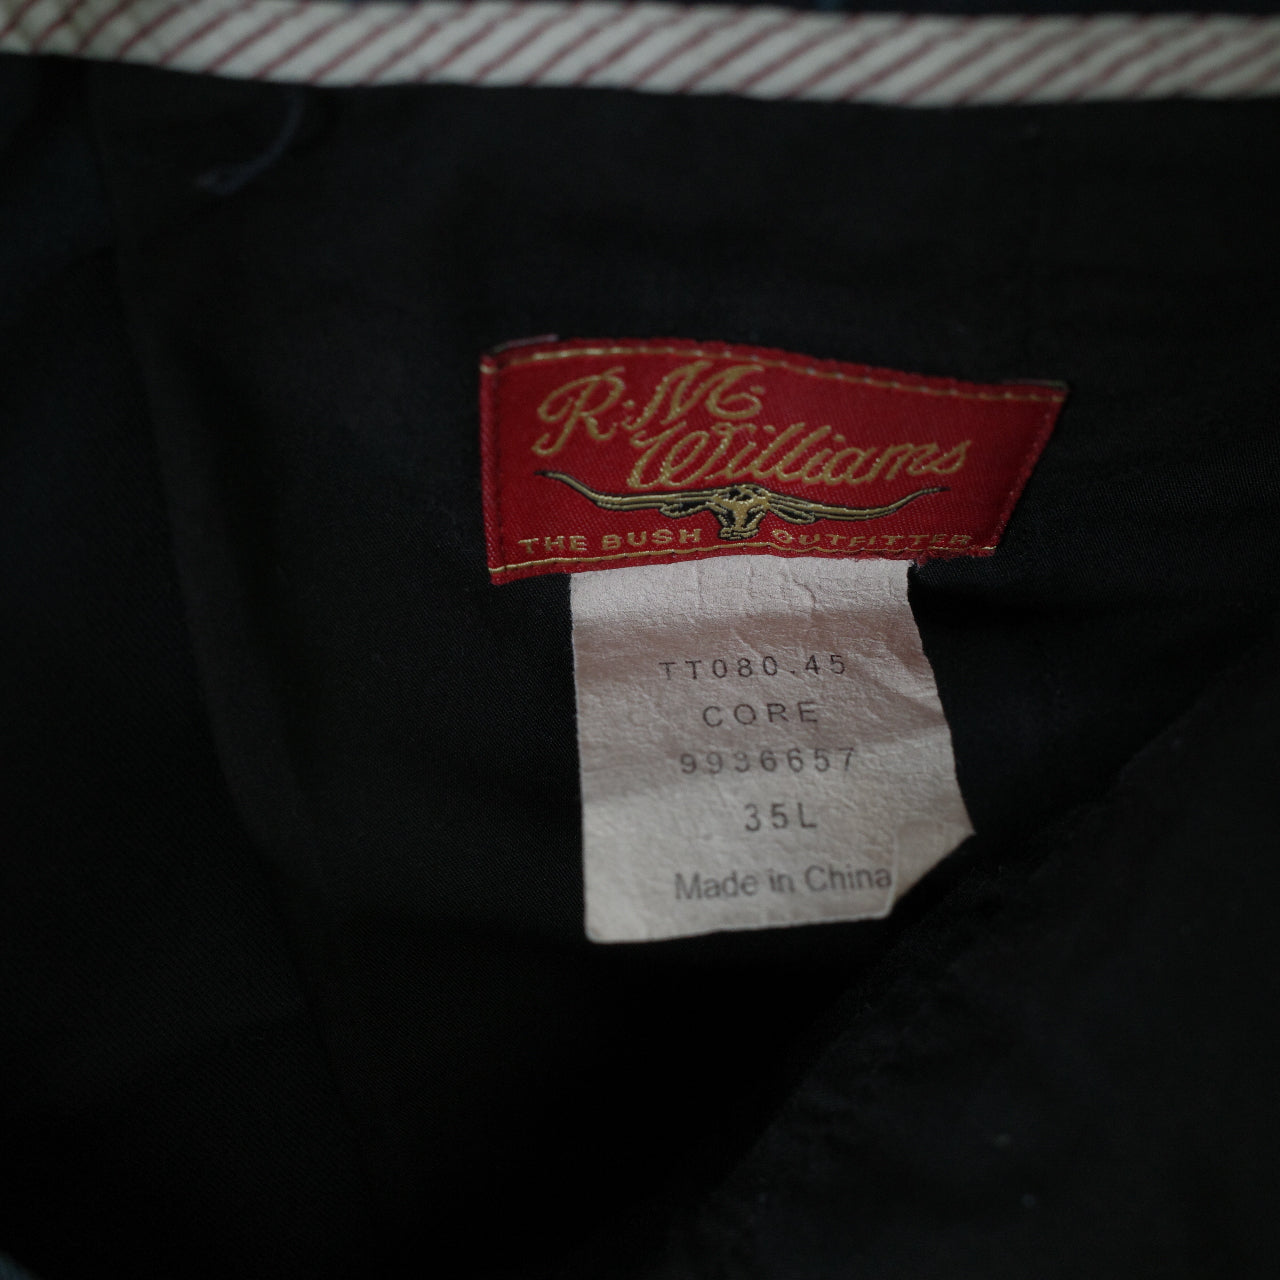 R.M.
Williams
THE BUSH OUTFITTER
TT080.45
CORE
9936657
35L
Made in China